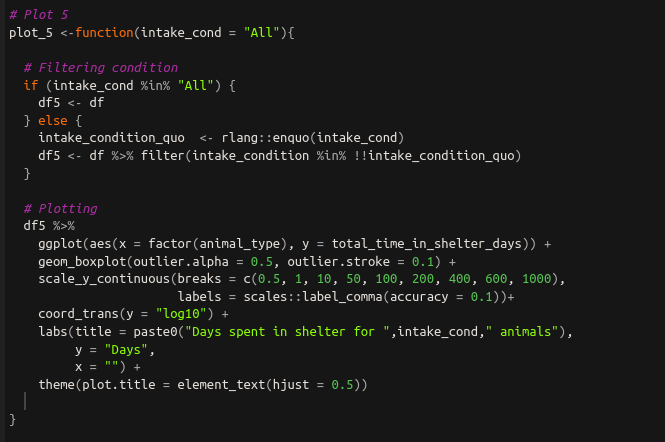 # Plot 5
plot_5 <-function(intake_cond = "All"){
# Filtering condition
if (intake_cond %in% "All") {
df5 <- df
} else {
intake_condition_quo  <- rlang::enquo(intake_cond)
df5 <- df %>% filter(intake_condition %in% !!intake_condition_quo)
}
# Plotting
df5 %>%
ggplot(aes(x = factor(animal_type), y = total_time_in_shelter_days)) +
geom_boxplot(outlier.alpha = 0.5, outlier.stroke = 0.1) +
scale_y_continuous(breaks = c(0.5, 1, 10, 50, 100, 200, 400, 600, 1000),
labels = scales::label_comma(accuracy = 0.1))+
coord_trans(y = "log10") +
labs(title = paste0("Days spent in shelter for ",intake_cond," animals"),
y = "Days",
x = "") +
theme(plot.title = element_text(hjust = 0.5))
}